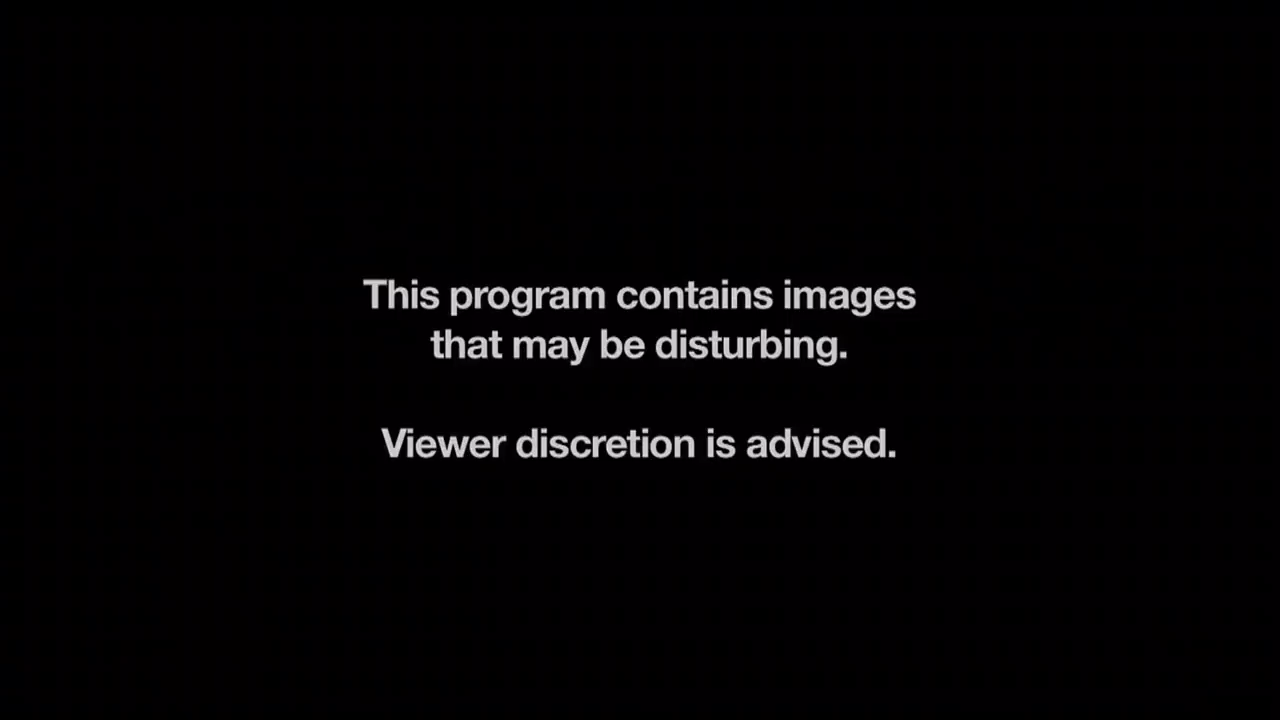 This program contains images
that may be disturbing.
Viewer discretion is advised.